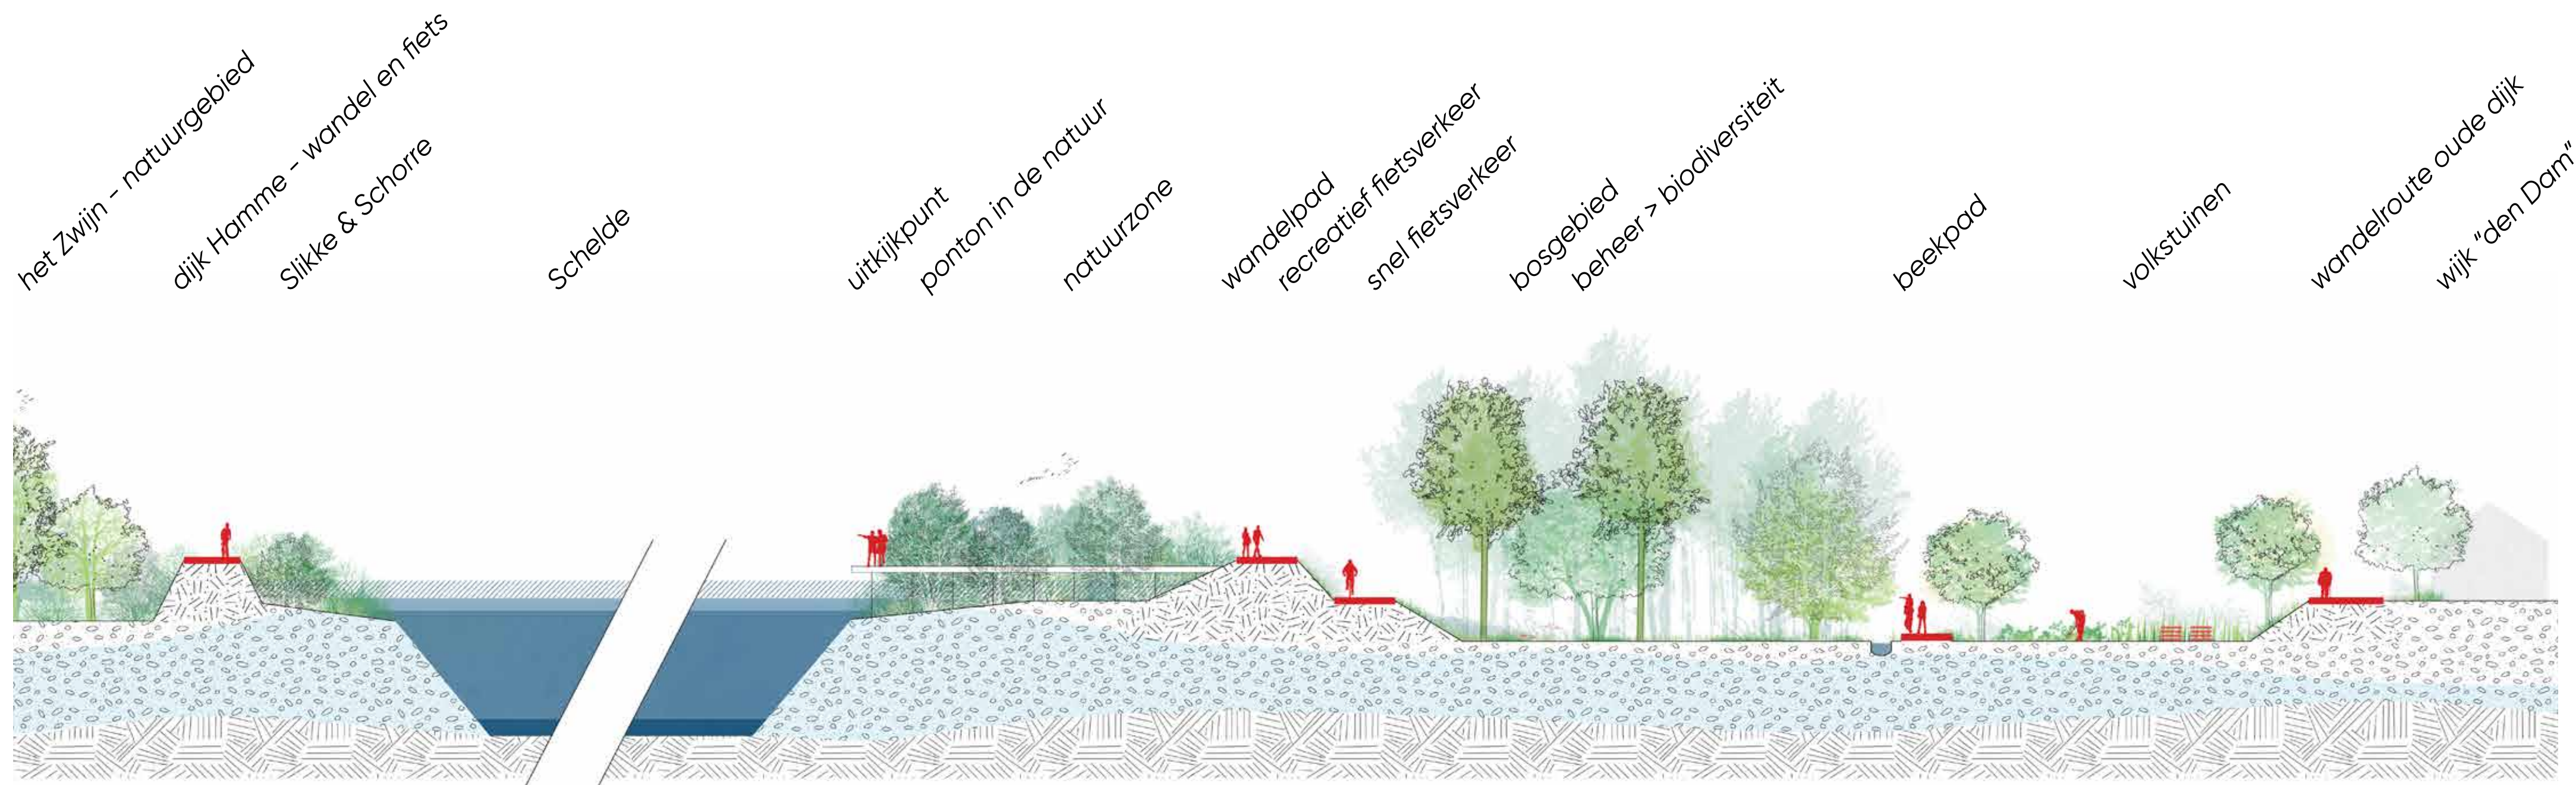 het Zwijn - natuurgebied
dijk Hamme - wandel en fiets
Slikke & Schorre
Schelde
uitkijkpunt
ponton in de natuur
natuurzone
wandelpad
recreatief fietsverkeer
snel fietsverkeer
bosgebied
beheer > biodiversiteit
beekpad
volkstuinen
wandelroute oude dijk
wijk "den Dam"